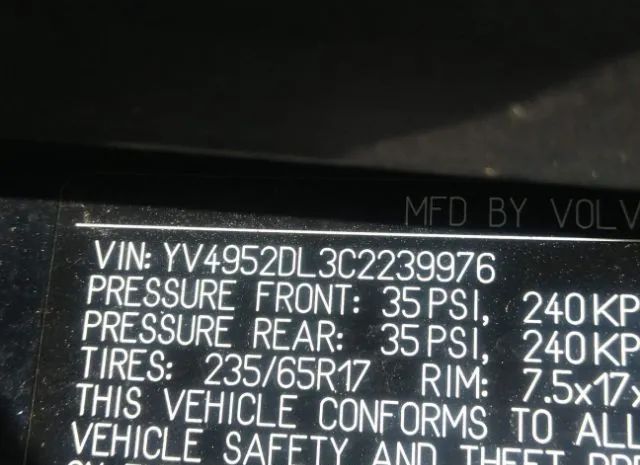 MFD BY VOLV
VIN: YV4952DL3C2239976
PRESSURE FRONT: 35 PSI, 240 KP
PRESSURE REAR: 35 PSI, 240 KP
TIRES: 235/65R17 RIM: 7.5x17x
THIS VEHICLE CONFORMS TO ALL
VEHICLE SAFETY AND THEFT